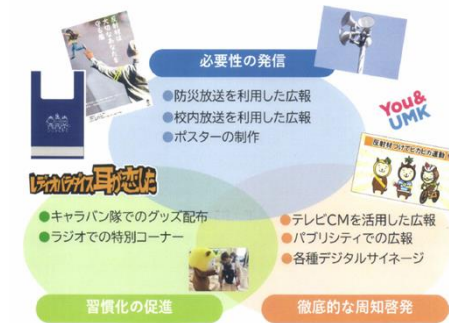 必要性の発信
●防災放送を利用した広報
●校内放送を利用した広報
●ポスターの制作
You&
UMK
反射材つけてピカピカ運動
レディオパラダイス耳が恋した
●キャラバン隊でのグッズ配布
●ラジオでの特別コーナー
●テレビCMを活用した広報
●パブリシティでの広報
●各種デジタルサイネージ
習慣化の促進
徹底的な周知啓発